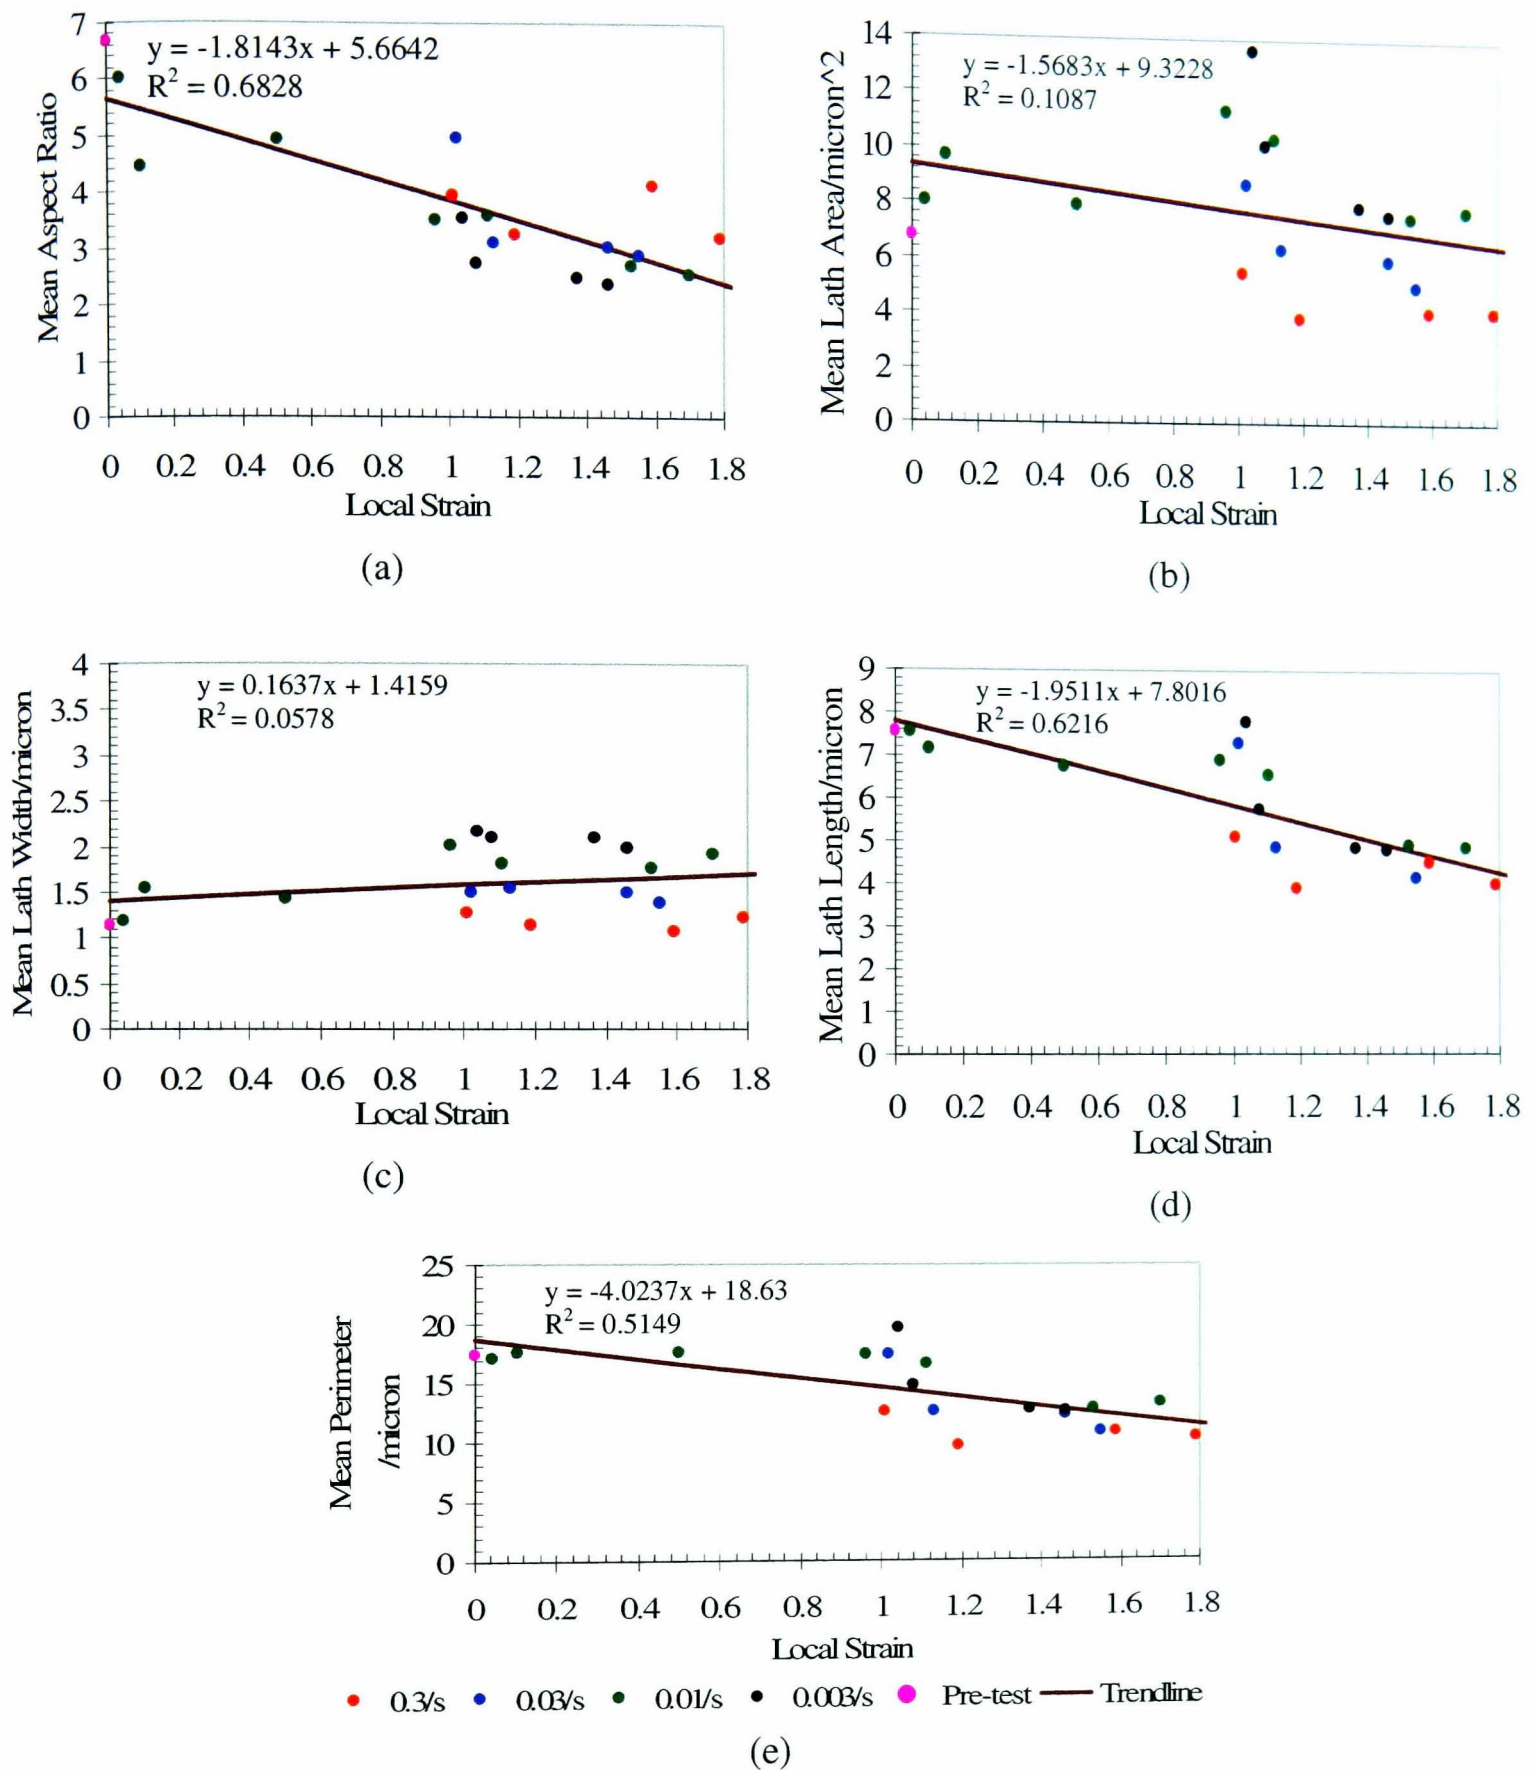 y = -1.8143x + 5.6642
R² = 0.6828
Mean Aspect Ratio
7
6
5
4
3
2
1
0
0 0.2 0.4 0.6 0.8 1 1.2 1.4 1.6 1.8
Local Strain
(a)
y = -1.5683x + 9.3228
R² = 0.1087
Mean Lath Area/micron^2
14
12
10
8
6
4
2
0
0 0.2 0.4 0.6 0.8 1 1.2 1.4 1.6 1.8
Local Strain
(b)
y = 0.1637x + 1.4159
R² = 0.0578
Mean Lath Width/micron
4
3.5
3
2.5
2
1.5
1
0.5
0
0 0.2 0.4 0.6 0.8 1 1.2 1.4 1.6 1.8
Local Strain
(c)
y = -1.9511x + 7.8016
R² = 0.6216
Mean Lath Length/micron
9
8
7
6
5
4
3
2
1
0
0 0.2 0.4 0.6 0.8 1 1.2 1.4 1.6 1.8
Local Strain
(d)
y = -4.0237x + 18.63
R² = 0.5149
Mean Perimeter
/micron
25
20
15
10
5
0
0 0.2 0.4 0.6 0.8 1 1.2 1.4 1.6 1.8
Local Strain
0.3/s 0.03/s 0.01/s 0.003/s Pre-test Trendline
(e)